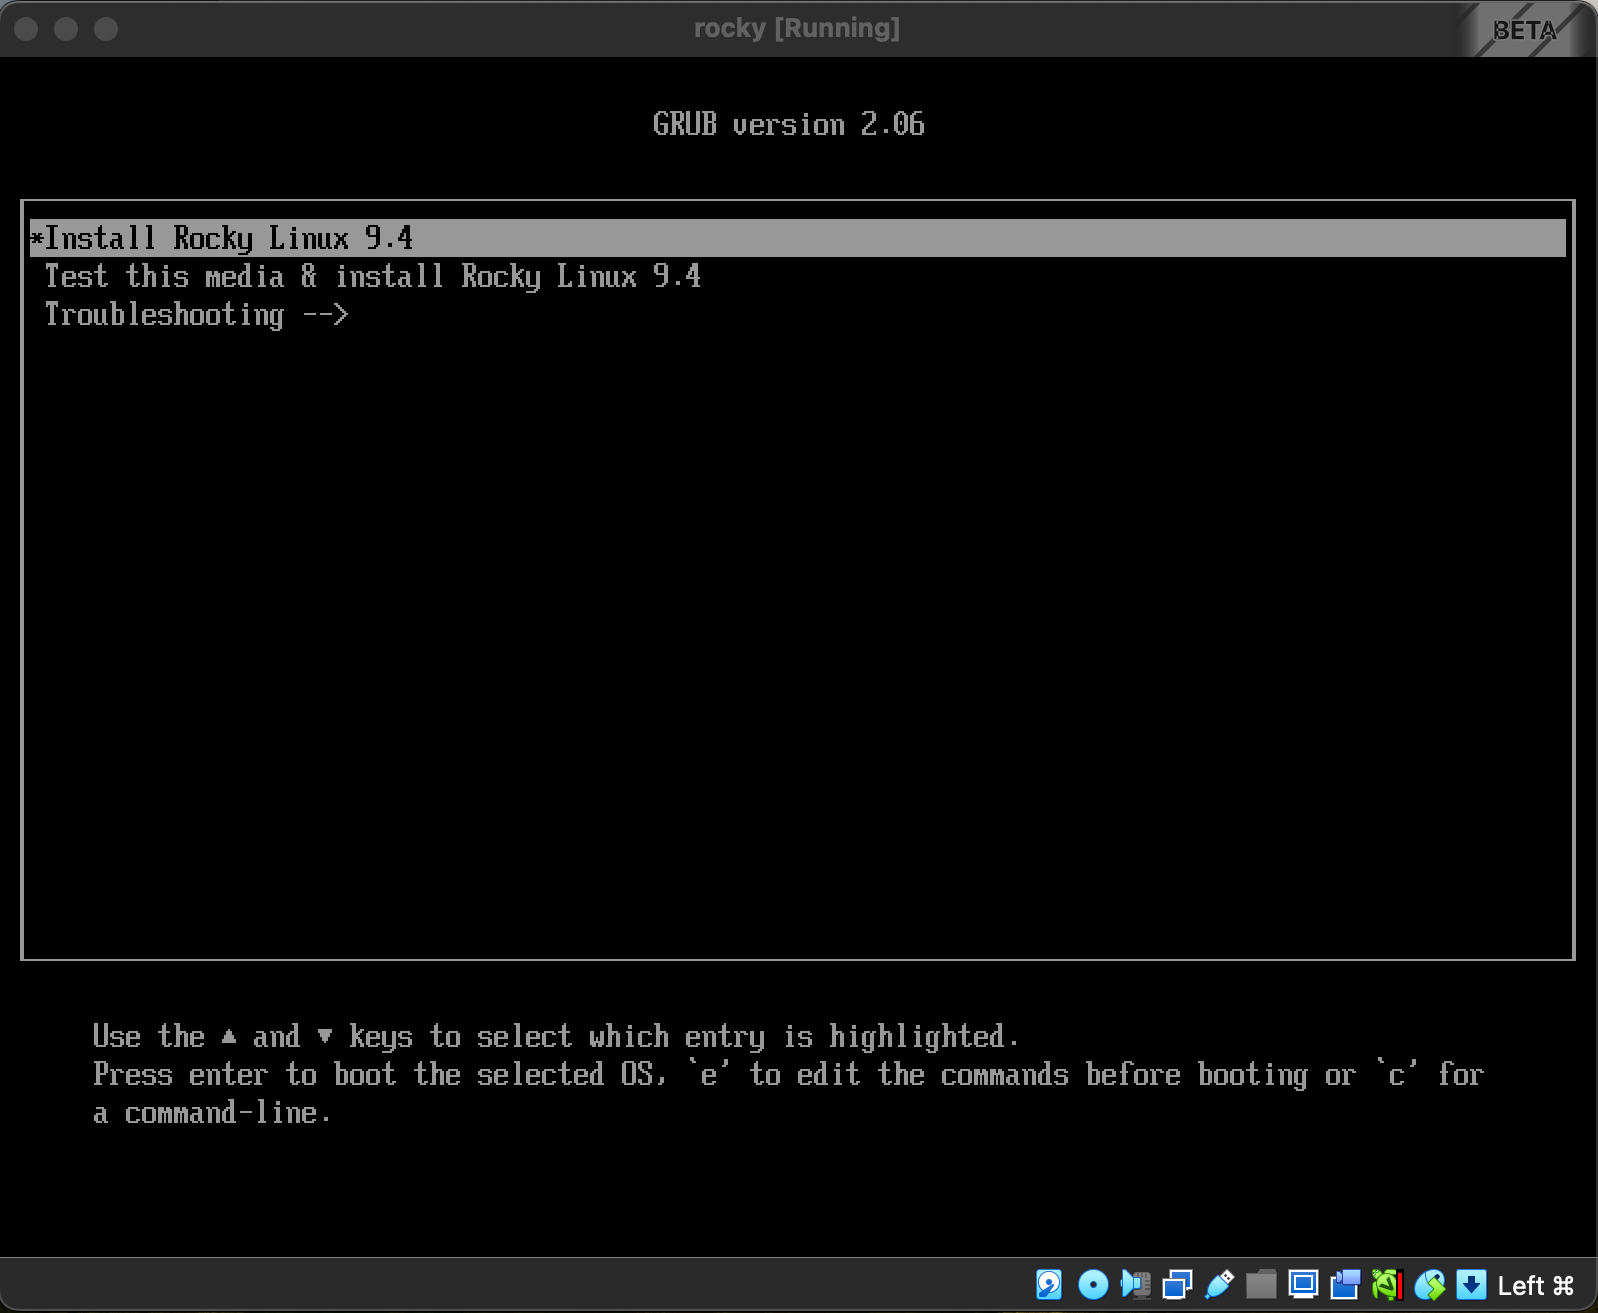 rocky [Running]
BETA
GRUB version 2.06
*Install Rocky Linux 9.4
Test this media & install Rocky Linux 9.4
Troubleshooting -->
Use the ▲ and ▼ keys to select which entry is highlighted.
Press enter to boot the selected OS, `e' to edit the commands before booting or `c' for
a command-line.
Left ⌘